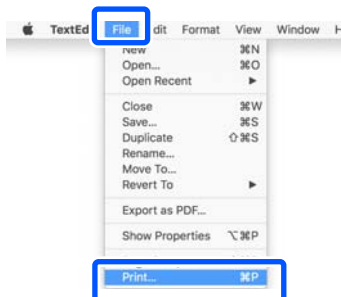 TextEd File dit Format View Window H
New ⌘N
Open... ⌘O
Open Recent ▶
Close ⌘W
Save... ⌘S
Duplicate ⇧⌘S
Rename...
Move To...
Revert To ▶
Export as PDF...
Show Properties ⌥⌘P
Print... ⌘P